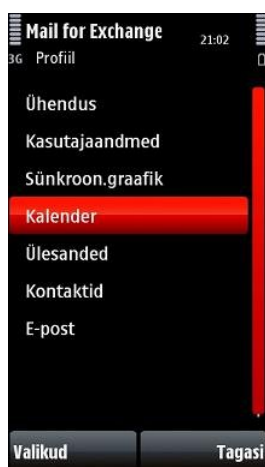 Mail for Exchange
21:02
3G Profiil
Ühendus
Kasutajaandmed
Sünkroon.graafik
Kalender
Ülesanded
Kontaktid
E-post
Valikud Tagasi